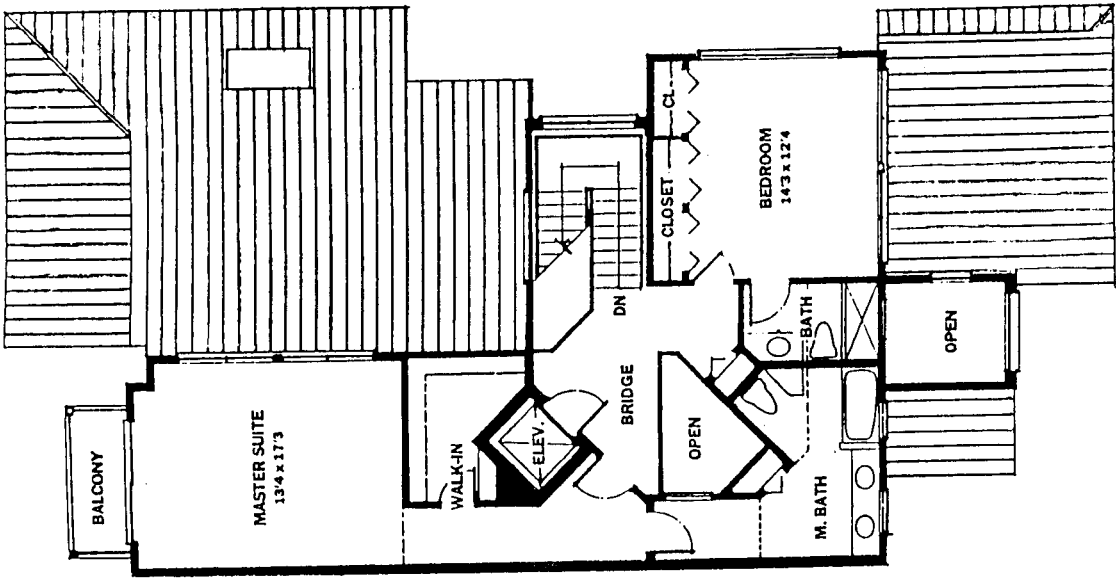 BALCONY
MASTER SUITE
13'4 x 17'3
WALK-IN
ELEV.
BRIDGE
DN
CLOSET
CL
BEDROOM
14'3 x 12'4
BATH
OPEN
OPEN
M. BATH